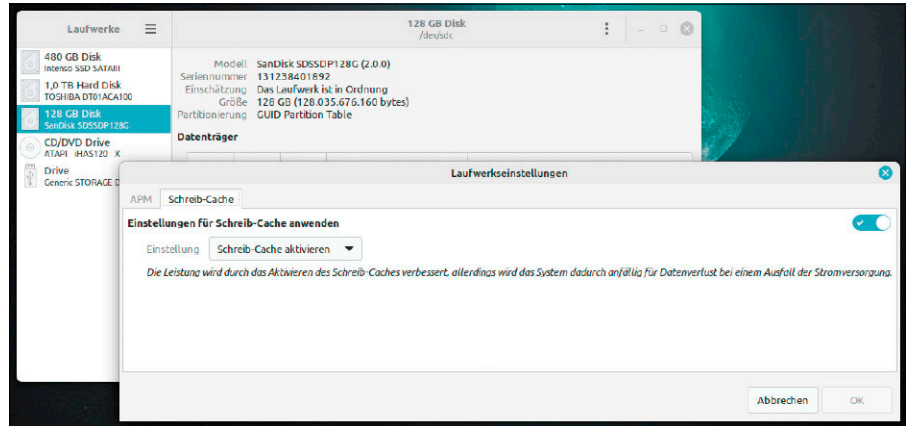 Laufwerke
128 GB Disk
/dev/sdc
480 GB Disk
Intenso SSD SATAIII
1,0 TB Hard Disk
TOSHIBA DT01ACA100
128 GB Disk
SanDisk SDSSDP128G
CD/DVD Drive
ATAPI iHAS120 X
Drive
Generic STORAGE D
Modell SanDisk SDSSDP128G (2.0.0)
Seriennummer 131238401892
Einschätzung Das Laufwerk ist in Ordnung
Größe 128 GB (128.035.676.160 bytes)
Partitionierung GUID Partition Table
Datenträger
Laufwerkseinstellungen
APM Schreib-Cache
Einstellungen für Schreib-Cache anwenden
Einstellung Schreib-Cache aktivieren
Die Leistung wird durch das Aktivieren des Schreib-Caches verbessert, allerdings wird das System dadurch anfällig für Datenverlust bei einem Ausfall der Stromversorgung.
Abbrechen OK